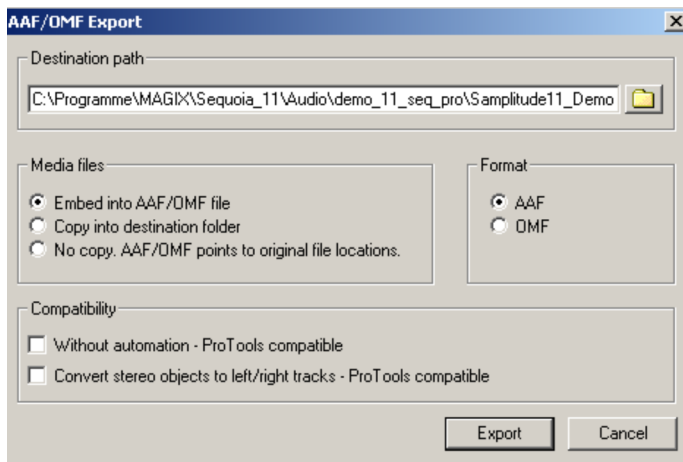 AAF/OMF Export
Destination path
C:\Programme\MAGIX\Sequoia_11\Audio\demo_11_seq_pro\Samplitude11_Demo
Media files
Embed into AAF/OMF file
Copy into destination folder
No copy. AAF/OMF points to original file locations.
Format
AAF
OMF
Compatibility
Without automation - ProTools compatible
Convert stereo objects to left/right tracks - ProTools compatible
Export
Cancel